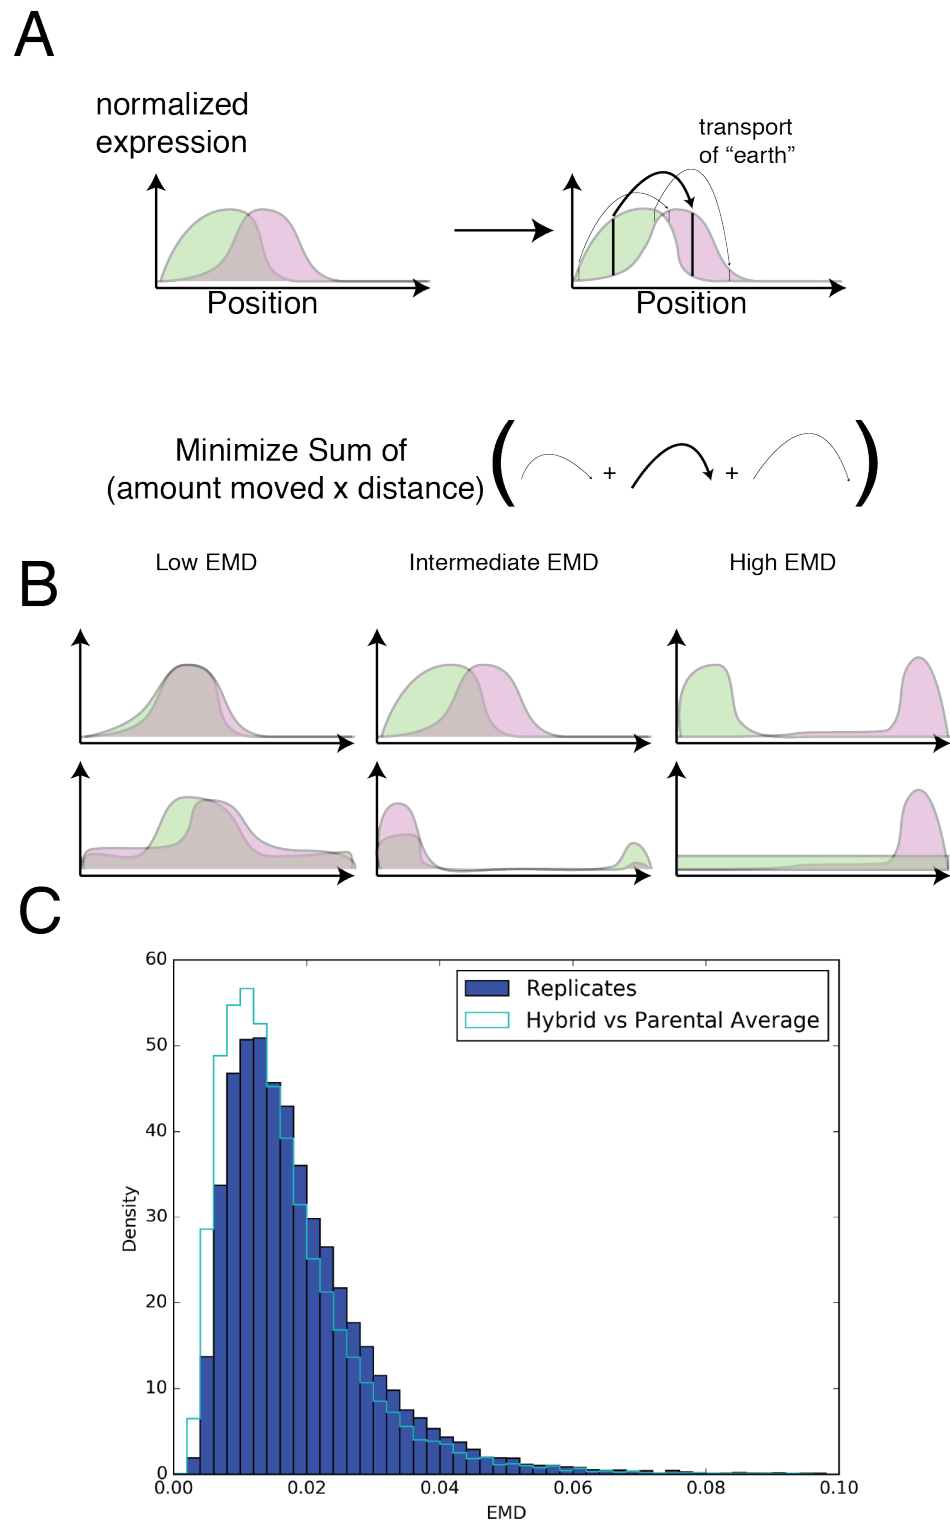 A
normalized
expression
transport
of “earth”
Position
Position
Minimize Sum of
(amount moved x distance)
( + + )
B
Low EMD
Intermediate EMD
High EMD
C
60
50
40
30
20
10
0
Density
Replicates
Hybrid vs Parental Average
0.00
0.02
0.04
0.06
0.08
0.10
EMD